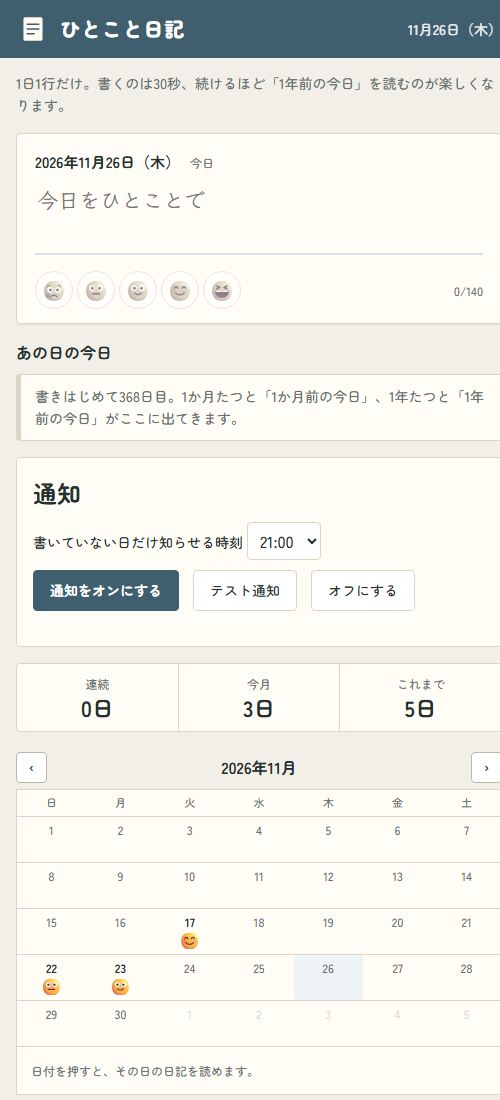 ひとこと日記
11月26日（木）
1日1行だけ。書くのは30秒、続けるほど「1年前の今日」を読むのが楽しくな
ります。
2026年11月26日（木） 今日
今日をひとことで
0/140
あの日の今日
書きはじめて368日目。1か月たつと「1か月前の今日」、1年たつと「1年
前の今日」がここに出てきます。
通知
書いていない日だけ知らせる時刻 21:00
通知をオンにする テスト通知 オフにする
連続 今月 これまで
0日 3日 5日
‹ 2026年11月 ›
日 月 火 水 木 金 土
1 2 3 4 5 6 7
8 9 10 11 12 13 14
15 16 17 18 19 20 21
22 23 24 25 26 27 28
29 30 1 2 3 4 5
日付を押すと、その日の日記を読めます。